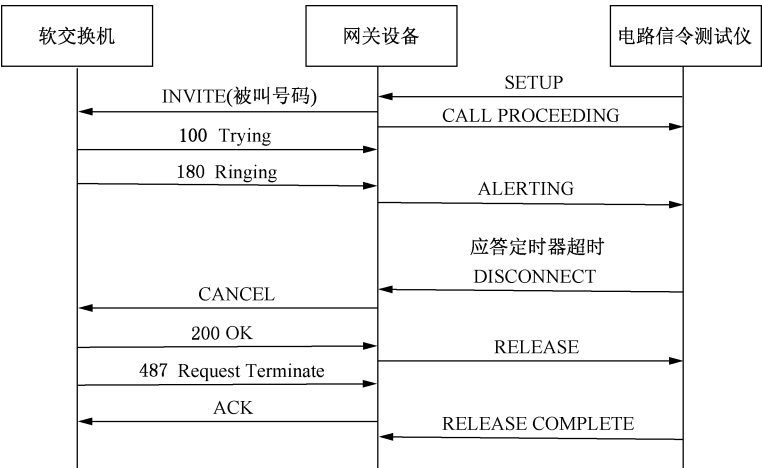 软交换机
网关设备
电路信令测试仪
SETUP
INVITE(被叫号码)
CALL PROCEEDING
100 Trying
180 Ringing
ALERTING
应答定时器超时
DISCONNECT
CANCEL
200 OK
RELEASE
487 Request Terminate
ACK
RELEASE COMPLETE